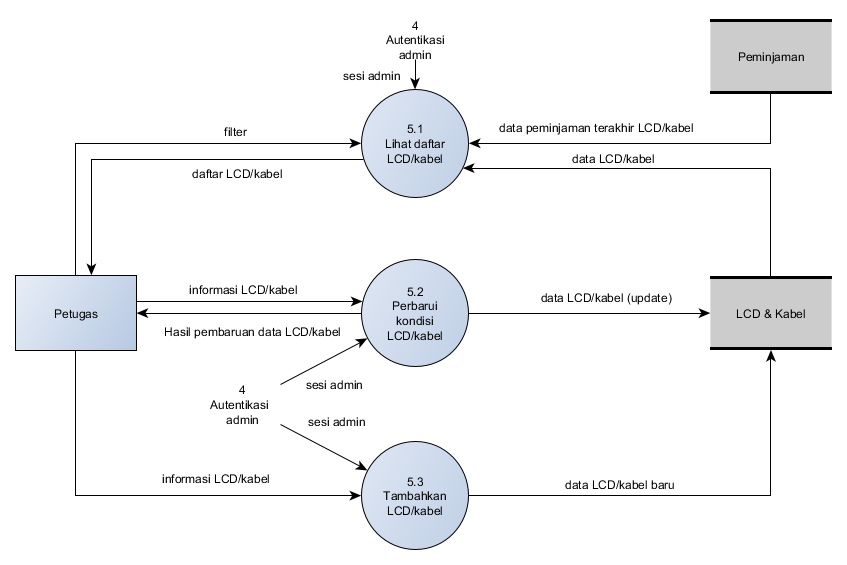 4
Autentikasi
admin
sesi admin
Peminjaman
5.1
Lihat daftar
LCD/kabel
filter
data peminjaman terakhir LCD/kabel
daftar LCD/kabel
data LCD/kabel
Petugas
informasi LCD/kabel
5.2
Perbarui
kondisi
LCD/kabel
data LCD/kabel (update)
LCD & Kabel
Hasil pembaruan data LCD/kabel
4
Autentikasi
admin
sesi admin
sesi admin
informasi LCD/kabel
5.3
Tambahkan
LCD/kabel
data LCD/kabel baru